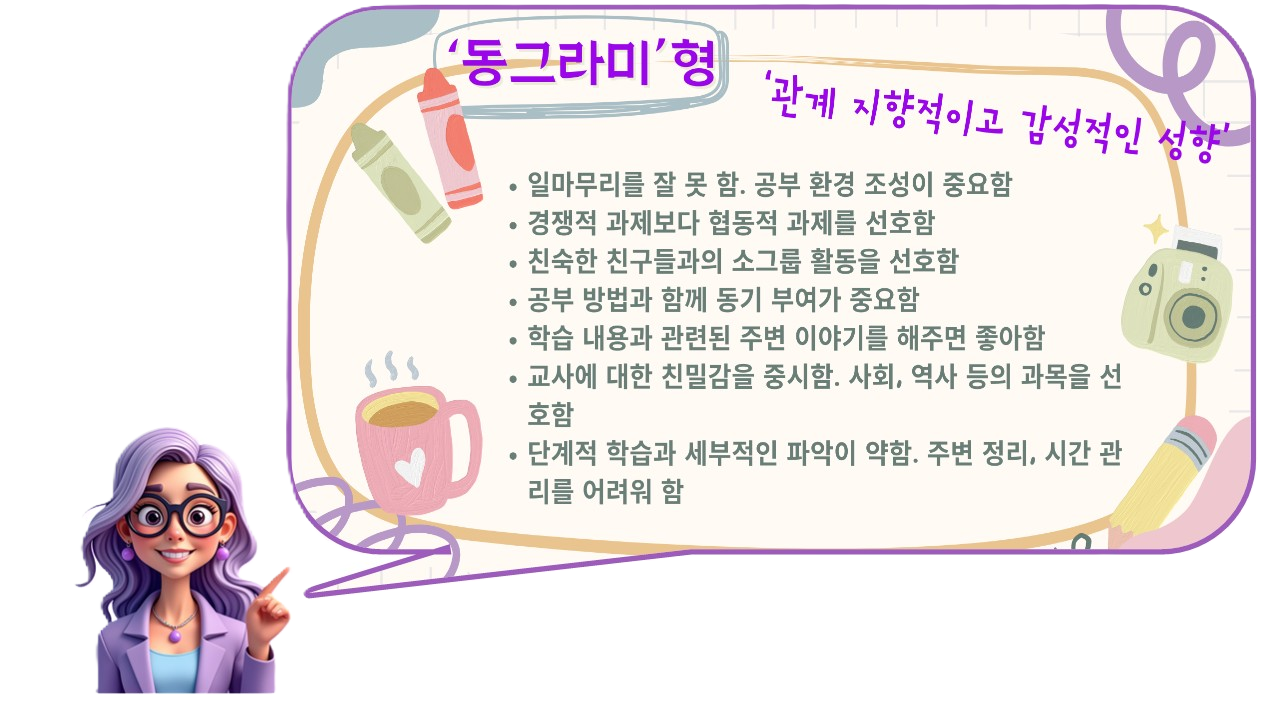 ‘동그라미’형
‘관계 지향적이고 감성적인 성향’
• 일마무리를 잘 못 함. 공부 환경 조성이 중요함
• 경쟁적 과제보다 협동적 과제를 선호함
• 친숙한 친구들과의 소그룹 활동을 선호함
• 공부 방법과 함께 동기 부여가 중요함
• 학습 내용과 관련된 주변 이야기를 해주면 좋아함
• 교사에 대한 친밀감을 중시함. 사회, 역사 등의 과목을 선
호함
• 단계적 학습과 세부적인 파악이 약함. 주변 정리, 시간 관
리를 어려워 함